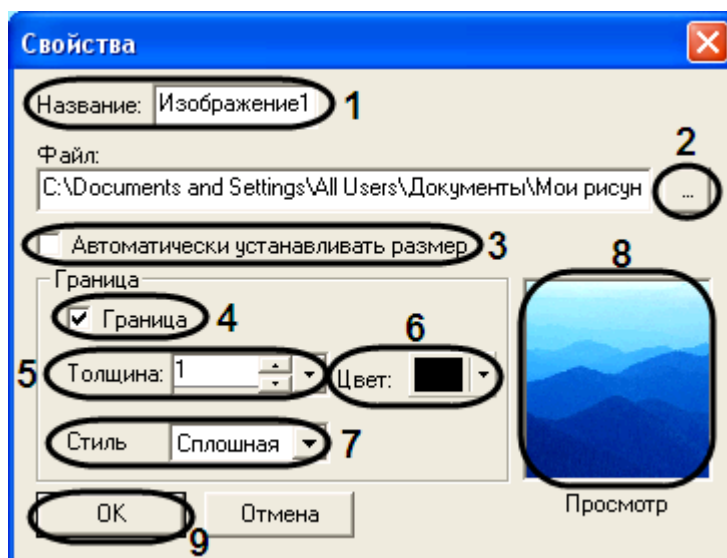 Свойства
Название: Изображение1 1
Файл: 2
C:\Documents and Settings\All Users\Документы\Мои рисун ...
Автоматически устанавливать размер 3 8
Граница
Граница 4 6
5 Толщина: 1 Цвет:
Стиль Сплошная 7
Просмотр
OK Отмена
9